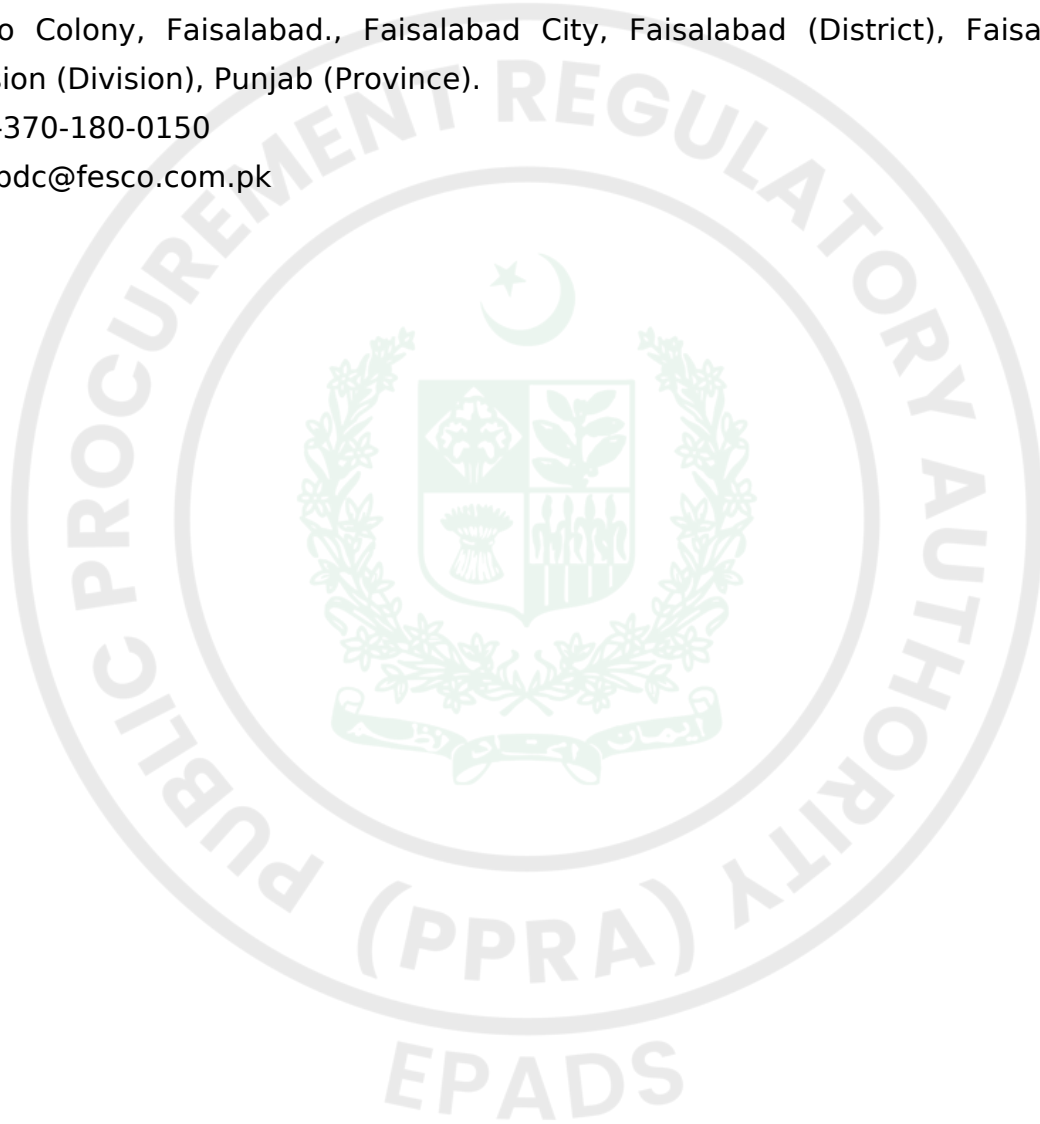 o Colony, Faisalabad., Faisalabad City, Faisalabad (District), Faisa
sion (Division), Punjab (Province).
-370-180-0150
odc@fesco.com.pk
PUBLIC PROCUREMENT REGULATORY AUTHORITY
(PPRA)
EPADS